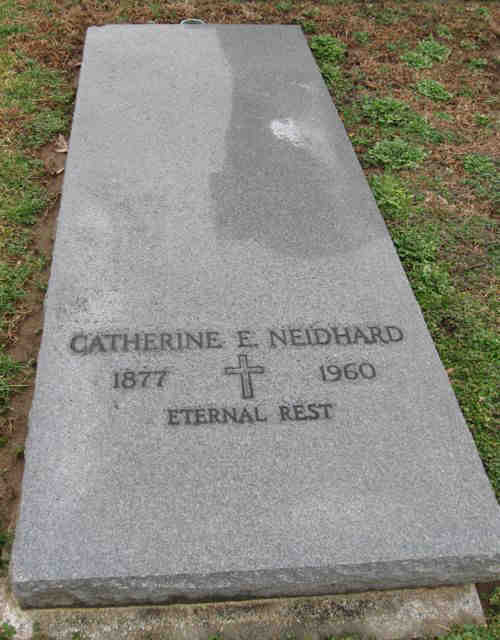 CATHERINE E. NEIDHARD
1877 1960
ETERNAL REST